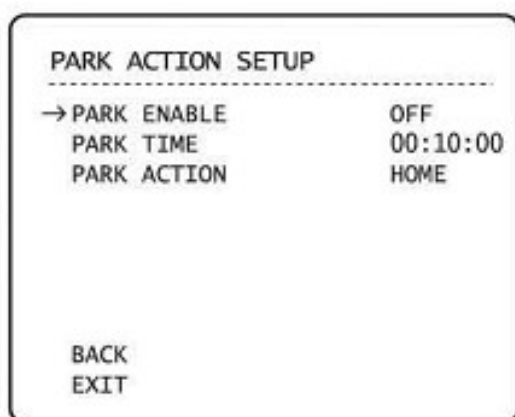 PARK ACTION SETUP
→PARK ENABLE OFF
PARK TIME 00:10:00
PARK ACTION HOME
BACK
EXIT